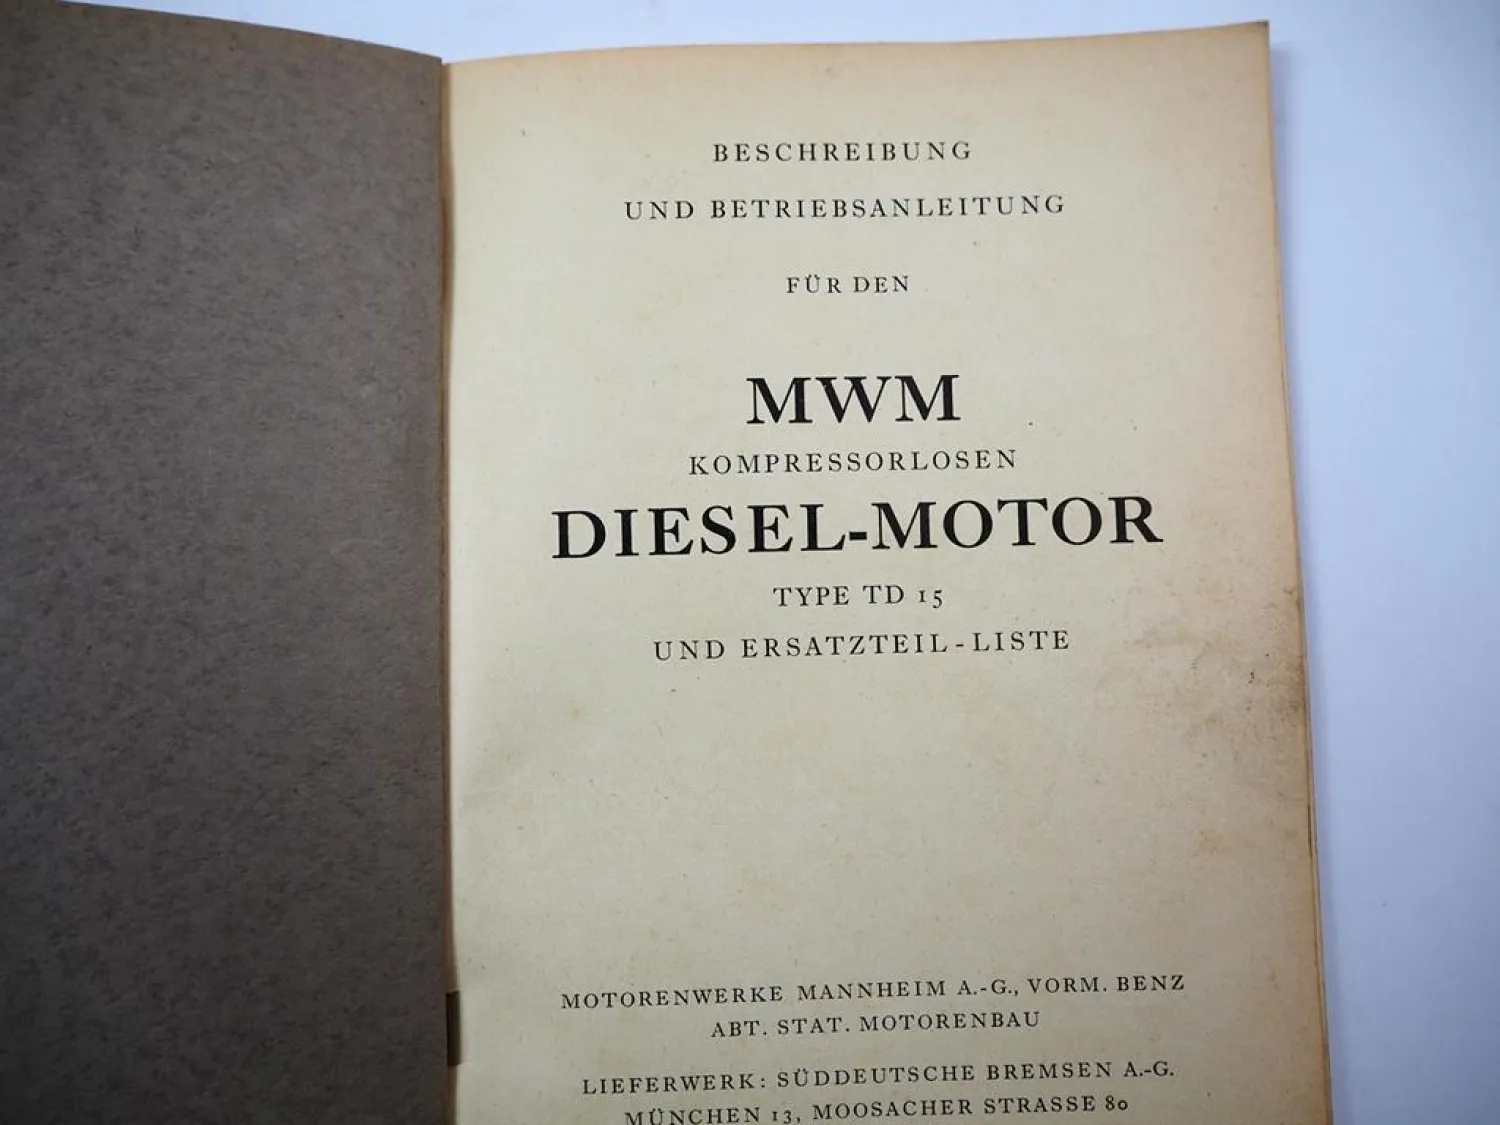 BESCHREIBUNG
UND BETRIEBSANLEITUNG
FÜR DEN
MWM
KOMPRESSORLOSEN
DIESEL-MOTOR
TYPE TD 15
UND ERSATZTEIL-LISTE
MOTORENWERKE MANNHEIM A.-G., VORM. BENZ
ABT. STAT. MOTORENBAU
LIEFERWERK: SÜDDEUTSCHE BREMSEN A.-G.
MÜNCHEN 13, MOOSACHER STRASSE 80